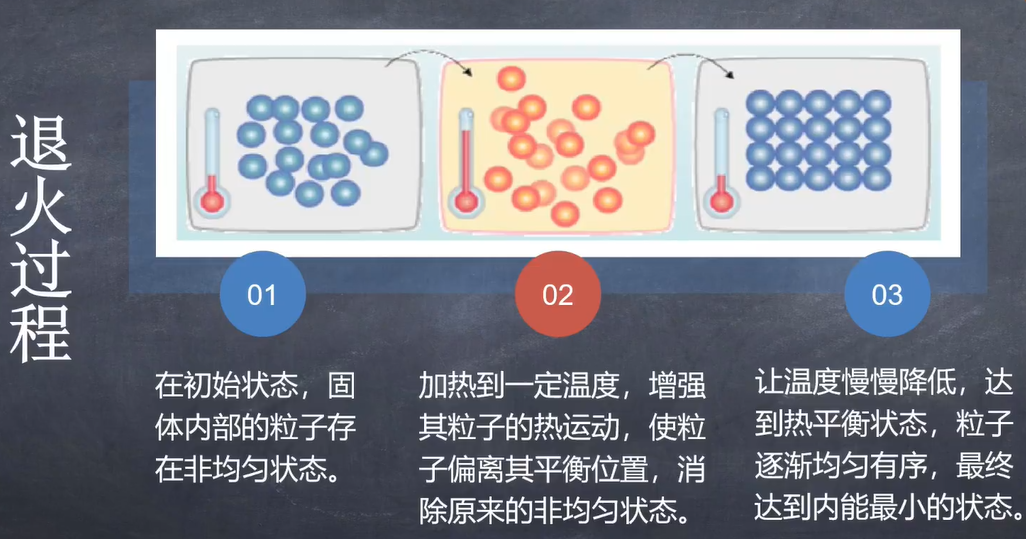 退火过程
01
02
03
在初始状态，固
体内部的粒子存
在非均匀状态。
加热到一定温度，增强
其粒子的热运动，使粒
子偏离其平衡位置，消
除原来的非均匀状态。
让温度慢慢降低，达
到热平衡状态，粒子
逐渐均匀有序，最终
达到内能最小的状态。